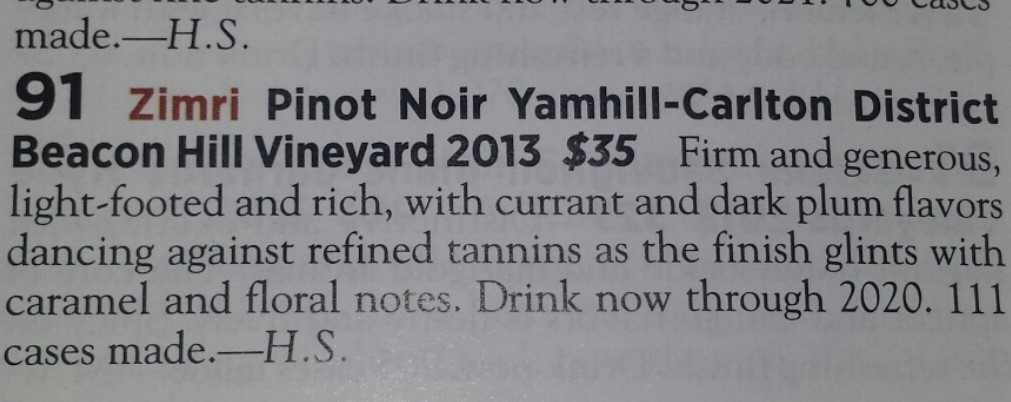 made.—H.S.
91 Zimri Pinot Noir Yamhill-Carlton District
Beacon Hill Vineyard 2013 $35 Firm and generous,
light-footed and rich, with currant and dark plum flavors
dancing against refined tannins as the finish glints with
caramel and floral notes. Drink now through 2020. 111
cases made.—H.S.